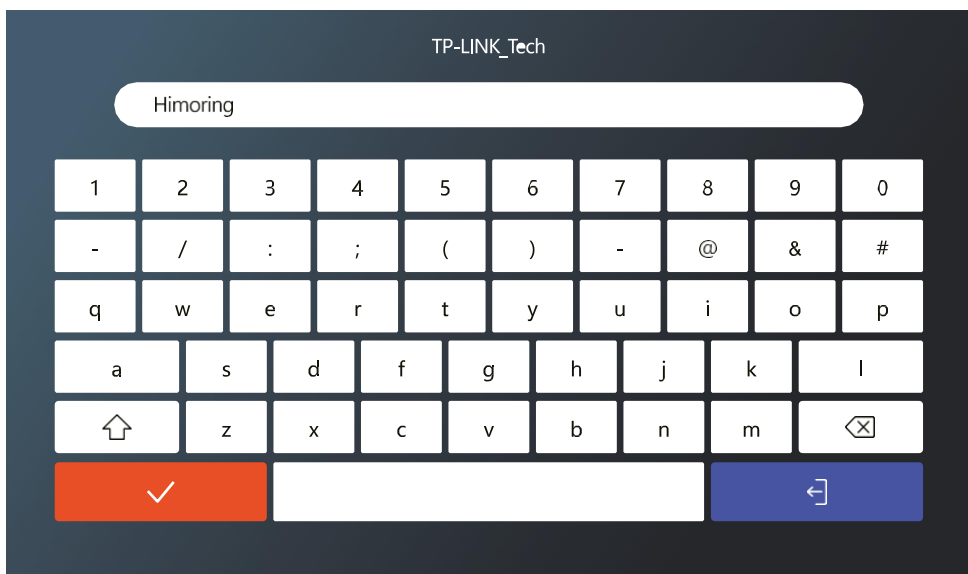 TP-LINK_Tech
Himoring
1 2 3 4 5 6 7 8 9 0
- / : ; ( ) - @ & #
q w e r t y u i o p
a s d f g h j k l
z x c v b n m